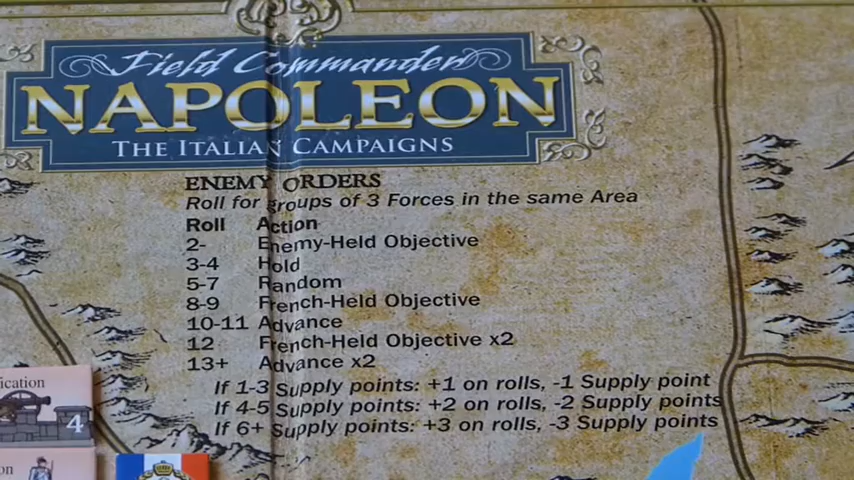 Field Commander
NAPOLEON
THE ITALIAN CAMPAIGNS
ENEMY ORDERS
Roll for groups of 3 Forces in the same Area
Roll Action
2- Enemy-Held Objective
3-4 Hold
5-7 Random
8-9 French-Held Objective
10-11 Advance
12 French-Held Objective x2
13+ Advance x2
If 1-3 Supply points: +1 on rolls, -1 Supply point
If 4-5 Supply points: +2 on rolls, -2 Supply points
If 6+ Supply points: +3 on rolls, -3 Supply points
4